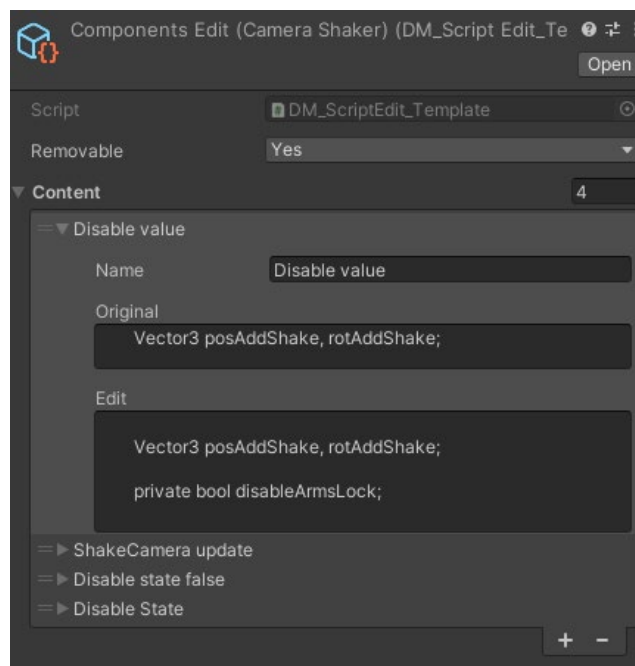 Components Edit (Camera Shaker) (DM_Script Edit_Te
Open
Script DM_ScriptEdit_Template
Removable Yes
Content 4
Disable value
Name Disable value
Original
Vector3 posAddShake, rotAddShake;
Edit
Vector3 posAddShake, rotAddShake;
private bool disableArmsLock;
ShakeCamera update
Disable state false
Disable State
+ -